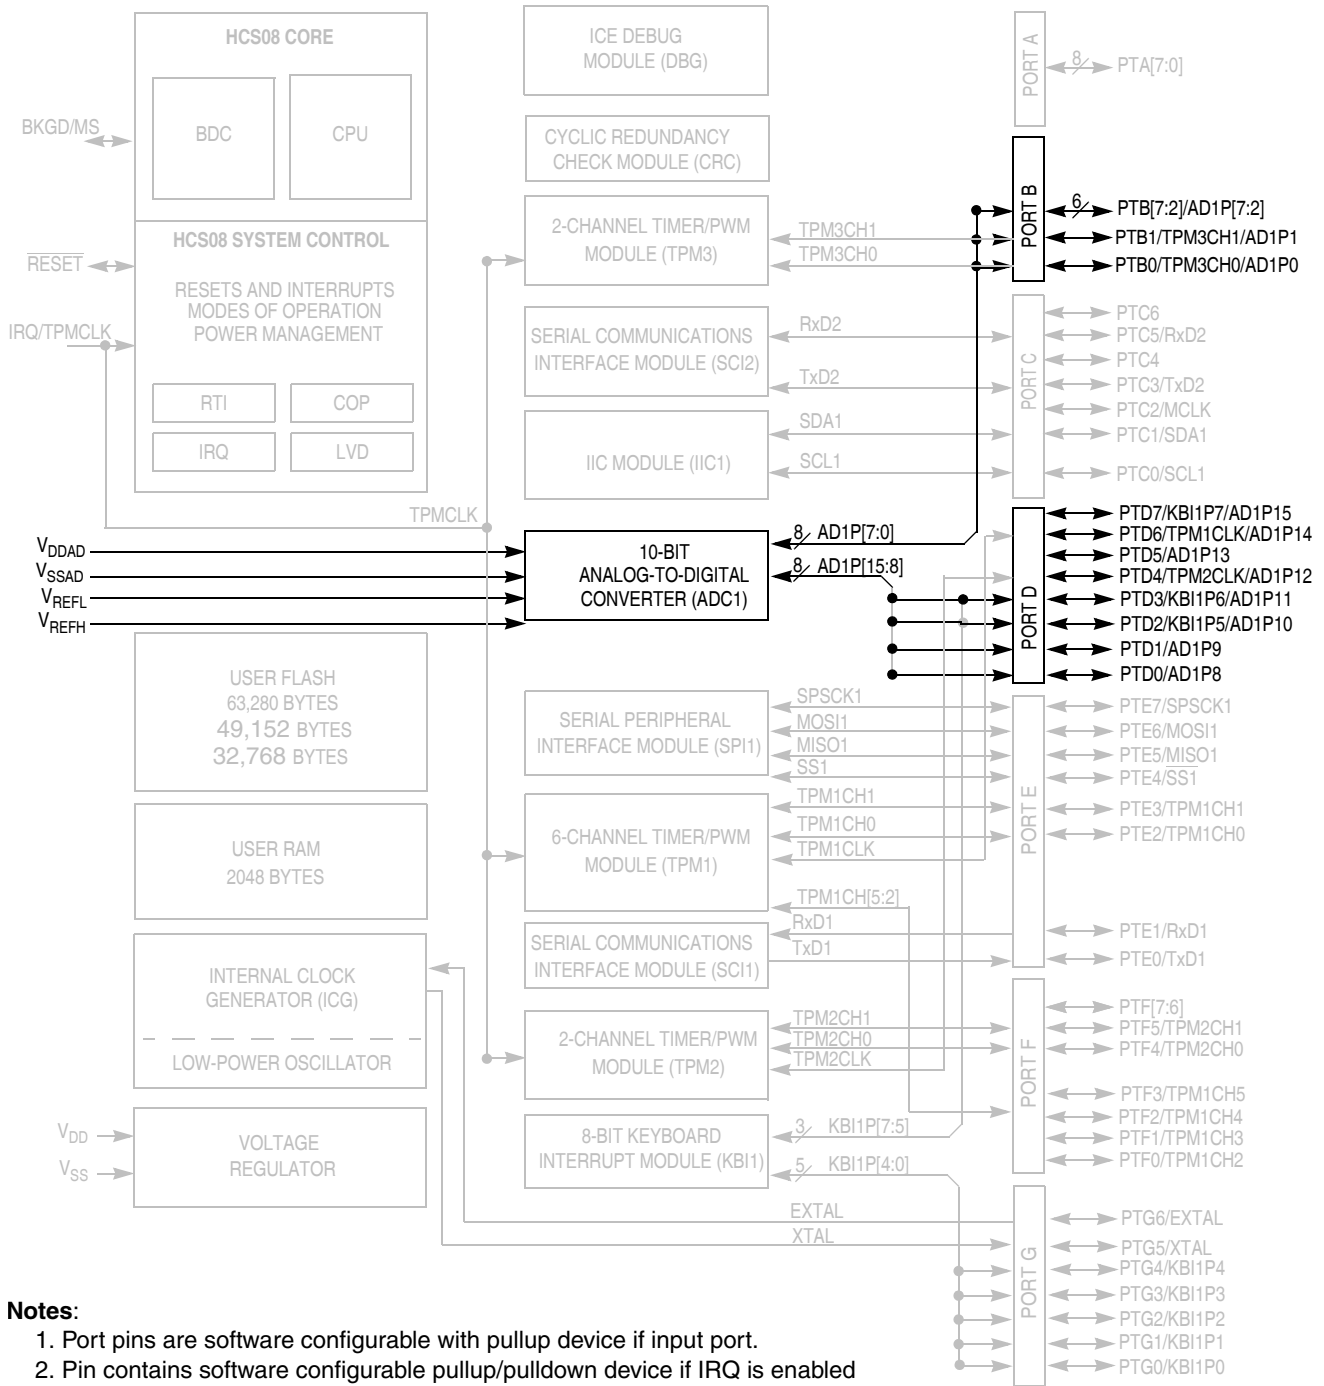 HCS08 CORE
BDC
CPU
BKGD/MS
HCS08 SYSTEM CONTROL
RESET
RESETS AND INTERRUPTS
MODES OF OPERATION
POWER MANAGEMENT
IRQ/TPMCLK
RTI
COP
IRQ
LVD
TPMCLK
VDDAD
VSSAD
VREFL
VREFH
USER FLASH
63,280 BYTES
49,152 BYTES
32,768 BYTES
USER RAM
2048 BYTES
INTERNAL CLOCK
GENERATOR (ICG)
LOW-POWER OSCILLATOR
VDD
VSS
VOLTAGE
REGULATOR
ICE DEBUG
MODULE (DBG)
CYCLIC REDUNDANCY
CHECK MODULE (CRC)
2-CHANNEL TIMER/PWM
MODULE (TPM3)
TPM3CH1
TPM3CH0
SERIAL COMMUNICATIONS
INTERFACE MODULE (SCI2)
RxD2
TxD2
IIC MODULE (IIC1)
SDA1
SCL1
10-BIT
ANALOG-TO-DIGITAL
CONVERTER (ADC1)
8 AD1P[7:0]
8 AD1P[15:8]
SERIAL PERIPHERAL
INTERFACE MODULE (SPI1)
SPSCK1
MOSI1
MISO1
SS1
6-CHANNEL TIMER/PWM
MODULE (TPM1)
TPM1CH1
TPM1CH0
TPM1CLK
TPM1CH[5:2]
SERIAL COMMUNICATIONS
INTERFACE MODULE (SCI1)
RxD1
TxD1
2-CHANNEL TIMER/PWM
MODULE (TPM2)
TPM2CH1
TPM2CH0
TPM2CLK
8-BIT KEYBOARD
INTERRUPT MODULE (KBI1)
3 KBI1P[7:5]
5 KBI1P[4:0]
EXTAL
XTAL
PORT A
8 PTA[7:0]
PORT B
6 PTB[7:2]/AD1P[7:2]
PTB1/TPM3CH1/AD1P1
PTB0/TPM3CH0/AD1P0
PORT C
PTC6
PTC5/RxD2
PTC4
PTC3/TxD2
PTC2/MCLK
PTC1/SDA1
PTC0/SCL1
PORT D
PTD7/KBI1P7/AD1P15
PTD6/TPM1CLK/AD1P14
PTD5/AD1P13
PTD4/TPM2CLK/AD1P12
PTD3/KBI1P6/AD1P11
PTD2/KBI1P5/AD1P10
PTD1/AD1P9
PTD0/AD1P8
PORT E
PTE7/SPSCK1
PTE6/MOSI1
PTE5/MISO1
PTE4/SS1
PTE3/TPM1CH1
PTE2/TPM1CH0
PTE1/RxD1
PTE0/TxD1
PORT F
PTF[7:6]
PTF5/TPM2CH1
PTF4/TPM2CH0
PTF3/TPM1CH5
PTF2/TPM1CH4
PTF1/TPM1CH3
PTF0/TPM1CH2
PORT G
PTG6/EXTAL
PTG5/XTAL
PTG4/KBI1P4
PTG3/KBI1P3
PTG2/KBI1P2
PTG1/KBI1P1
PTG0/KBI1P0
Notes:
1. Port pins are software configurable with pullup device if input port.
2. Pin contains software configurable pullup/pulldown device if IRQ is enabled